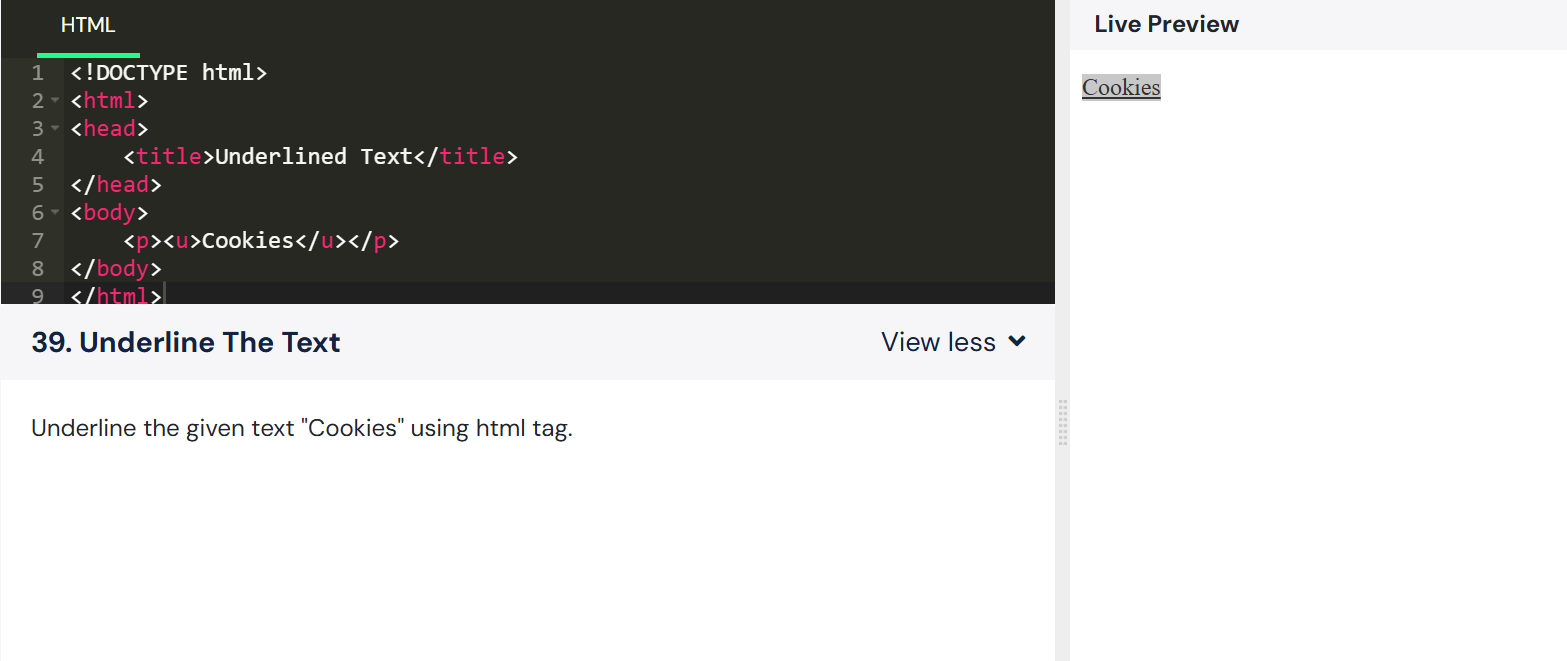 HTML
1 <!DOCTYPE html>
2 <html>
3 <head>
4     <title>Underlined Text</title>
5 </head>
6 <body>
7     <p><u>Cookies</u></p>
8 </body>
9 </html>
39. Underline The Text
View less
Underline the given text "Cookies" using html tag.
Live Preview
Cookies